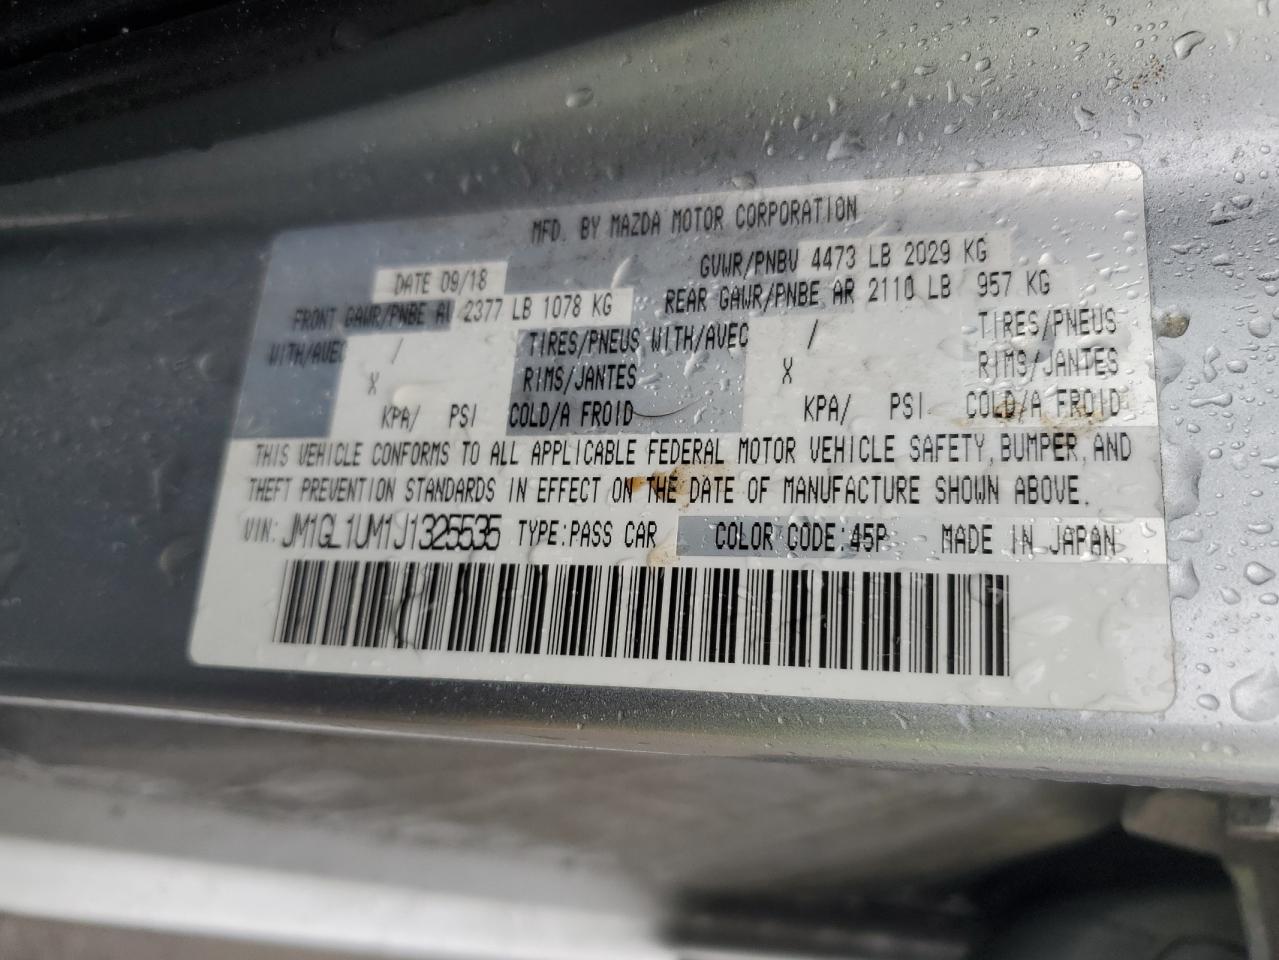 MFD. BY MAZDA MOTOR CORPORATION
DATE 09/18 GVWR/PNBV 4473 LB 2029 KG
FRONT GAWR/PNBE AV 2377 LB 1078 KG REAR GAWR/PNBE AR 2110 LB 957 KG
WITH/AVEC / TIRES/PNEUS WITH/AVEC / TIRES/PNEUS
X RIMS/JANTES X RIMS/JANTES
KPA/ PSI COLD/A FROID KPA/ PSI COLD/A FROID
THIS VEHICLE CONFORMS TO ALL APPLICABLE FEDERAL MOTOR VEHICLE SAFETY, BUMPER, AND
THEFT PREVENTION STANDARDS IN EFFECT ON THE DATE OF MANUFACTURE SHOWN ABOVE.
VIN: JM1GL1UM1J1325535 TYPE:PASS CAR COLOR CODE:45P MADE IN JAPAN